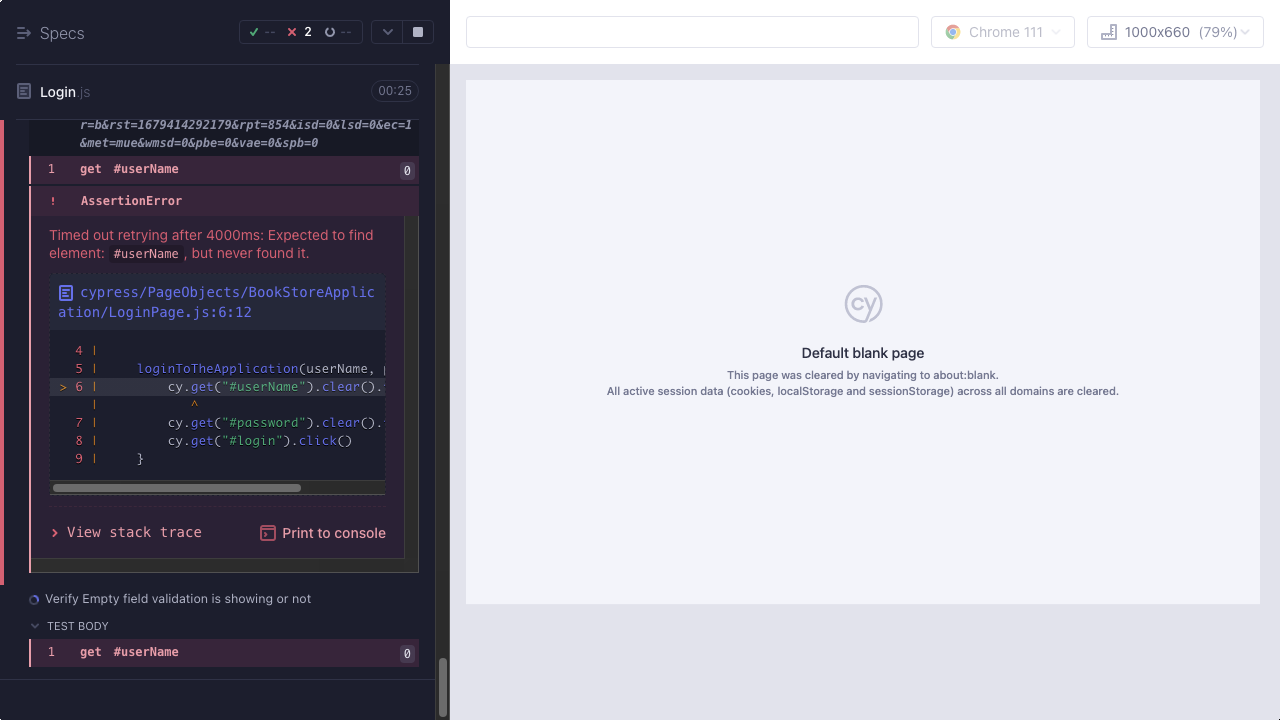 Specs
-- 2 --
Chrome 111
1000x660 (79%)
Login.js
00:25
r=b&rst=1679414292179&rpt=854&isd=0&lsd=0&ec=1
&met=mue&wmsd=0&pbe=0&vae=0&spb=0
1 get #userName 0
! AssertionError
Timed out retrying after 4000ms: Expected to find
element: #userName, but never found it.
cypress/PageObjects/BookStoreApplic
ation/LoginPage.js:6:12
4 |
5 | loginToTheApplication(userName,
> 6 | cy.get("#userName").clear().
| ^
7 | cy.get("#password").clear().
8 | cy.get("#login").click()
9 | }
> View stack trace
Print to console
Verify Empty field validation is showing or not
TEST BODY
1 get #userName 0
cy
Default blank page
This page was cleared by navigating to about:blank.
All active session data (cookies, localStorage and sessionStorage) across all domains are cleared.